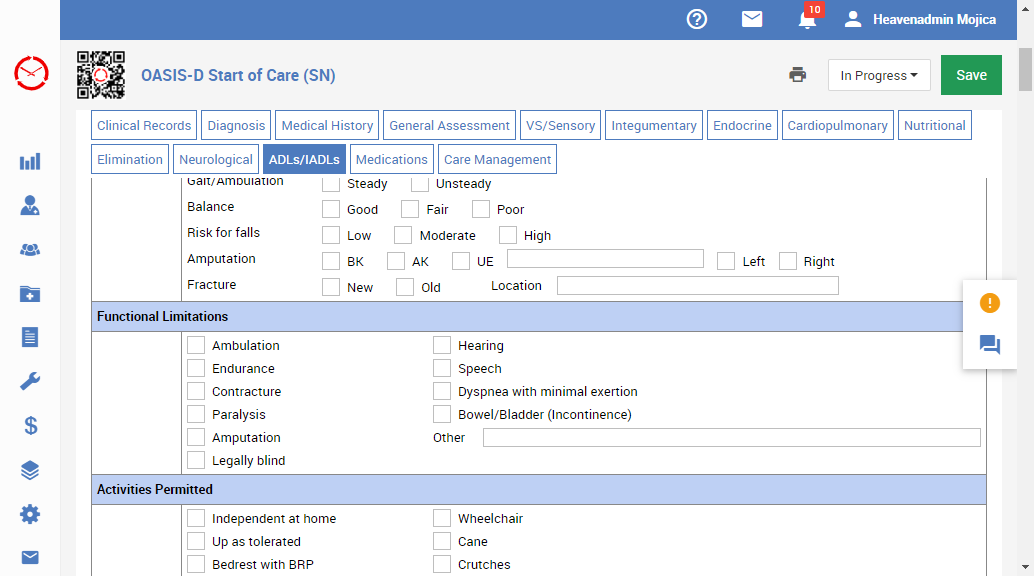 10
Heavenadmin Mojica
OASIS-D Start of Care (SN)
In Progress
Save
Clinical Records Diagnosis Medical History General Assessment VS/Sensory Integumentary Endocrine Cardiopulmonary Nutritional
Elimination Neurological ADLs/IADLs Medications Care Management
Gait/Ambulation Steady Unsteady
Balance Good Fair Poor
Risk for falls Low Moderate High
Amputation BK AK UE Left Right
Fracture New Old Location
Functional Limitations
Ambulation Hearing
Endurance Speech
Contracture Dyspnea with minimal exertion
Paralysis Bowel/Bladder (Incontinence)
Amputation Other
Legally blind
Activities Permitted
Independent at home Wheelchair
Up as tolerated Cane
Bedrest with BRP Crutches